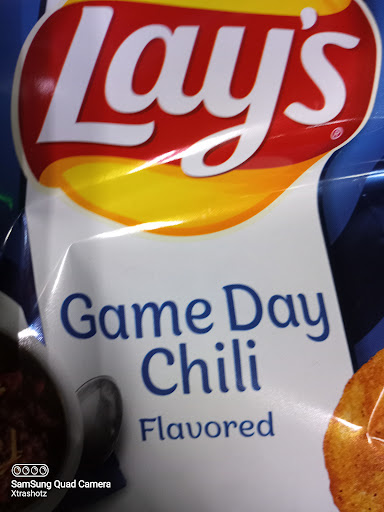 Lay's
Game Day
Chili
Flavored
SamSung Quad Camera
Xtrashotz